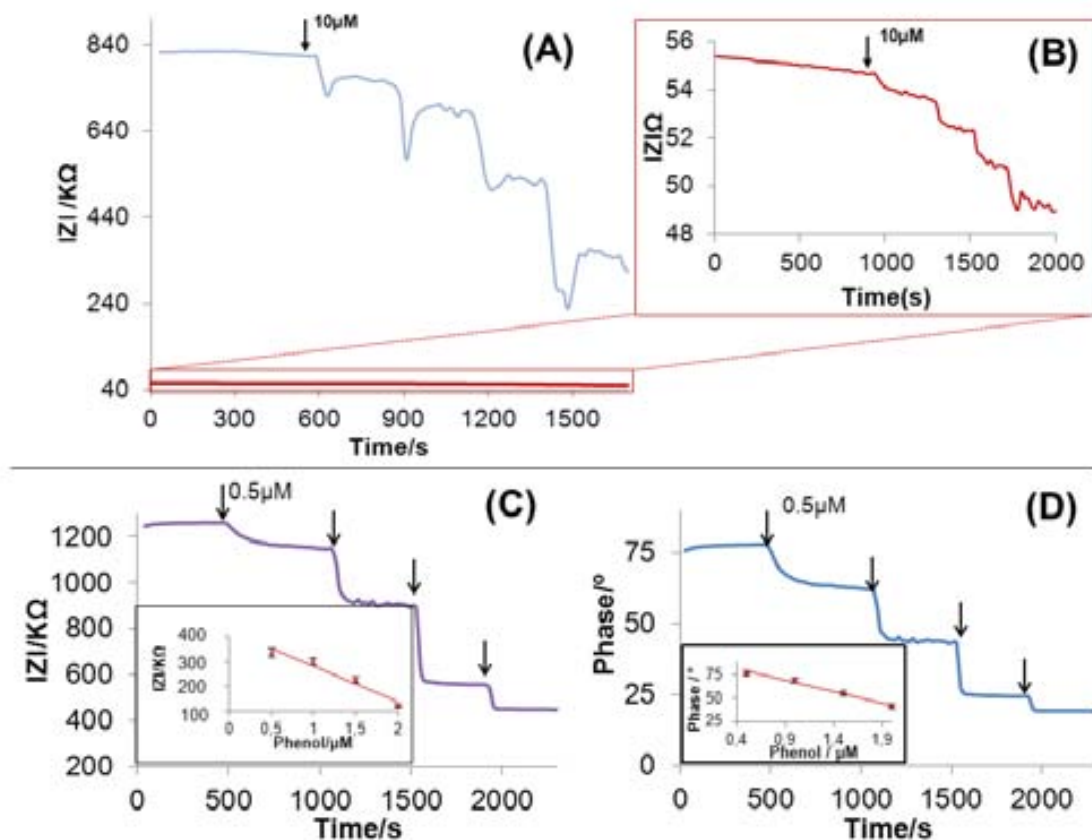 840
640
440
240
40
IZI /KΩ
10µM
(A)
0 300 600 900 1200 1500
Time/s
56
54
52
50
48
IZIΩ
10µM
(B)
0 500 1000 1500 2000
Time(s)
1200
1000
800
600
400
200
IZI/KΩ
0.5µM
(C)
400
300
200
100
IZI/KΩ
0 0,5 1 1,5 2
Phenol/µM
0 500 1000 1500 2000
Time/s
75
50
25
0
Phase/º
0.5µM
(D)
75
50
25
Phase / °
0.4 0.9 1.4 1.9
Phenol / µM
0 500 1000 1500 2000
Time/s